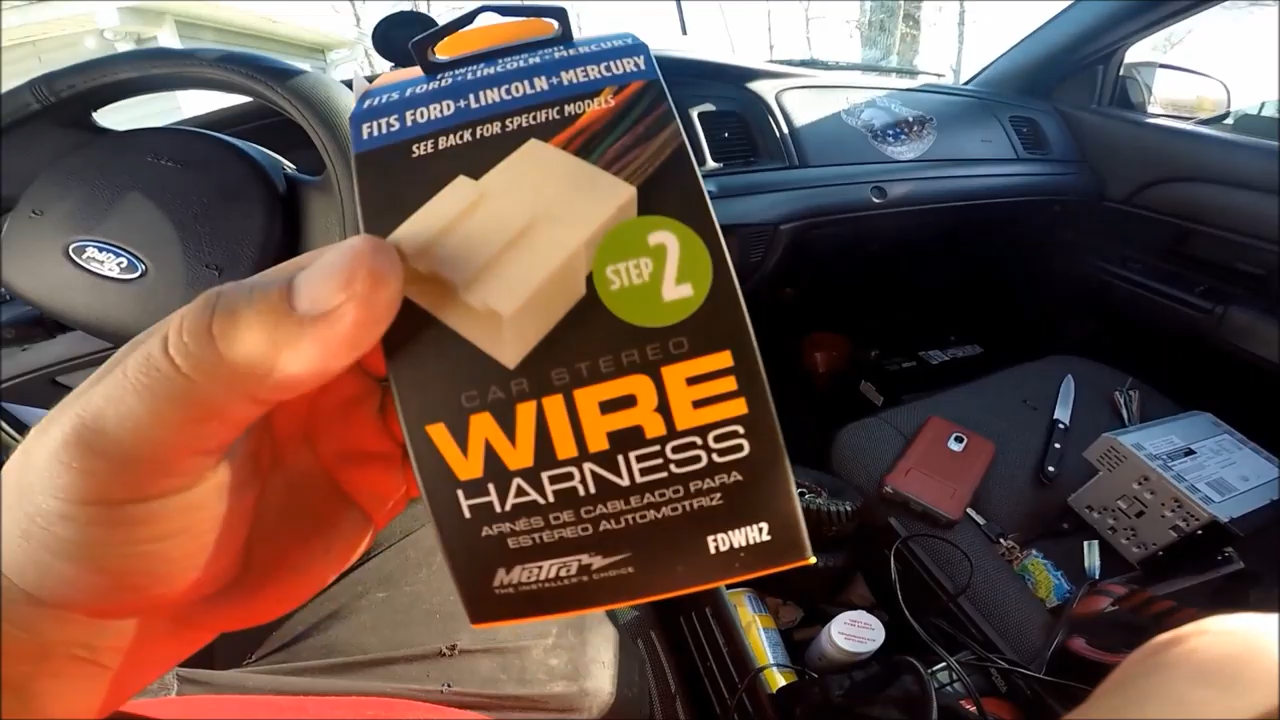 FDWH2 1998-2011
FITS FORD+LINCOLN+MERCURY
FITS FORD+LINCOLN+MERCURY
SEE BACK FOR SPECIFIC MODELS
STEP 2
CAR STEREO
WIRE
HARNESS
ARNÉS DE CABLEADO PARA
ESTÉREO AUTOMOTRIZ
FDWH2
Metra
THE INSTALLER'S CHOICE
Ford